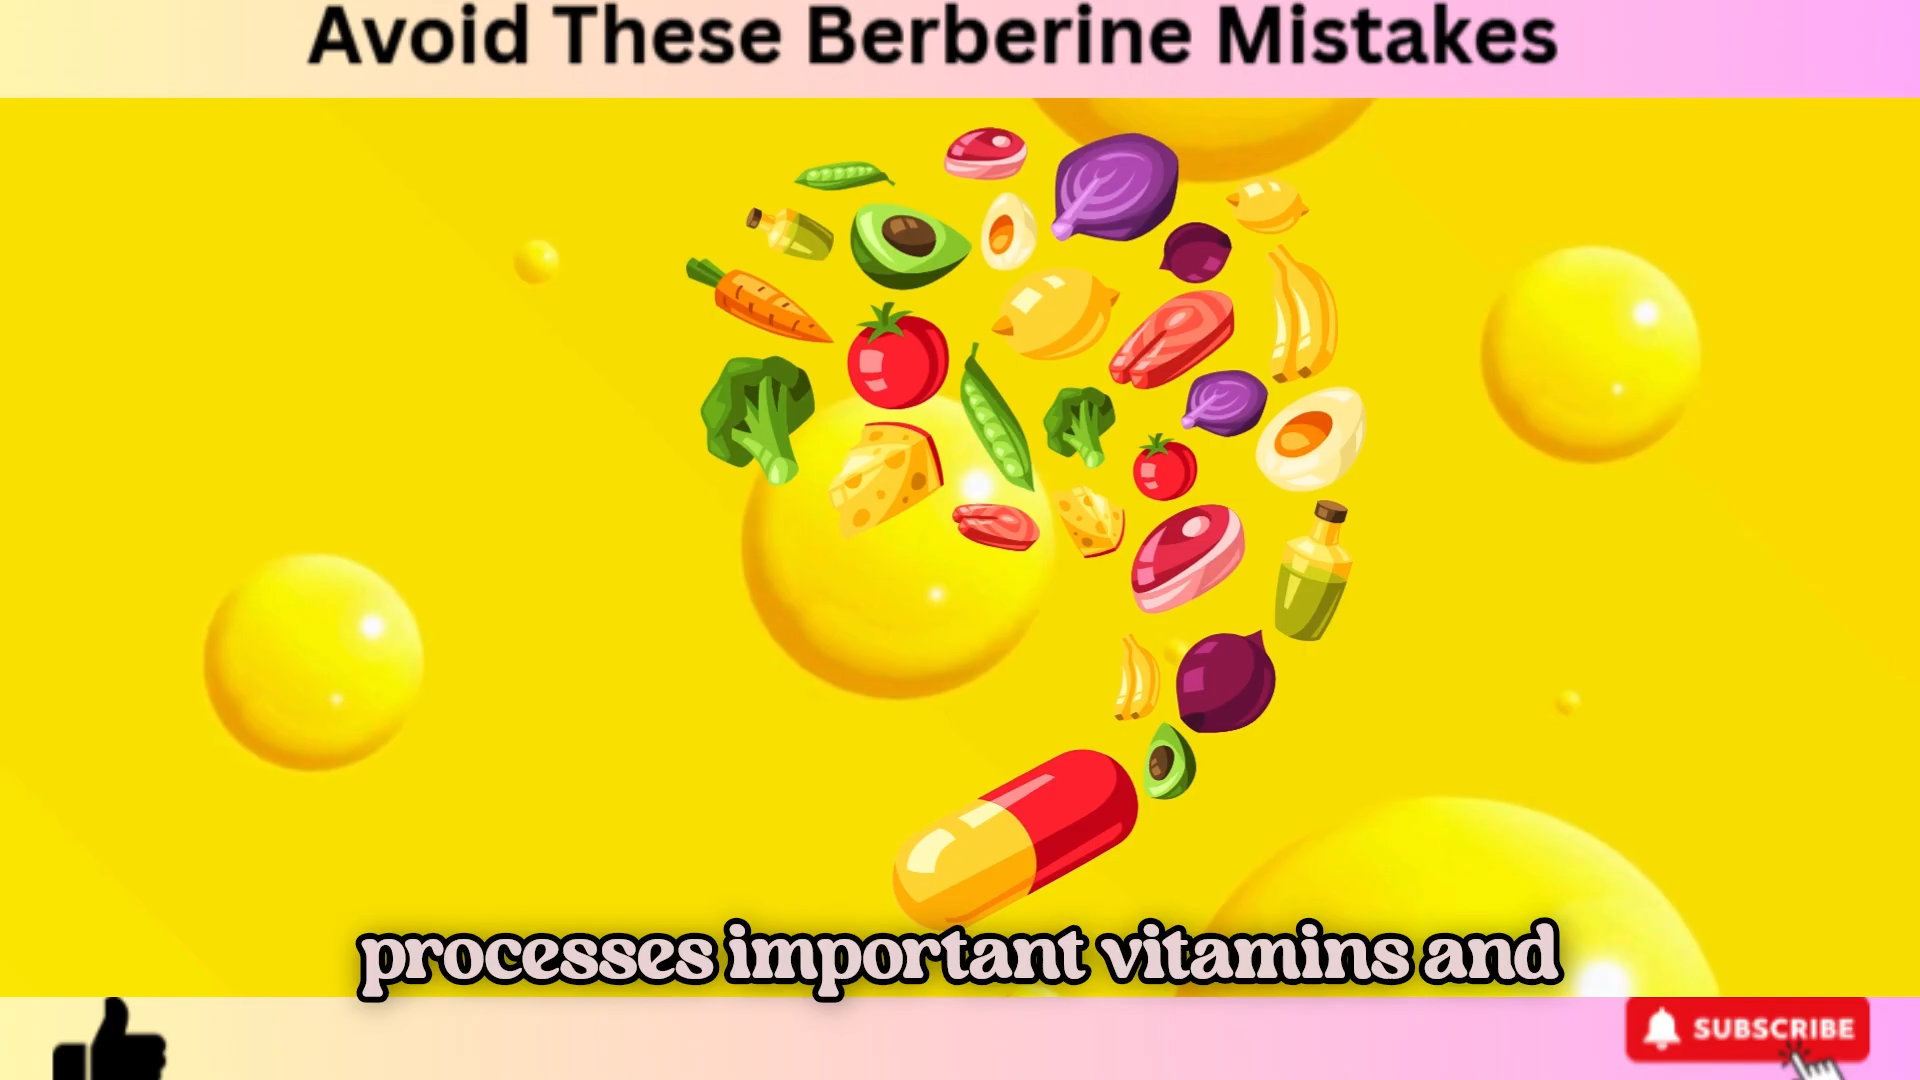 Avoid These Berberine Mistakes
processes important vitamins and
SUBSCRIBE